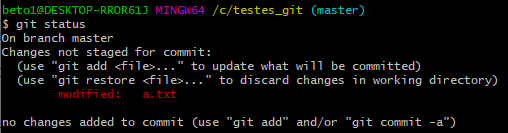 beto1@DESKTOP-RROR61J MINGW64 /c/testes_git (master)
$ git status
On branch master
Changes not staged for commit:
  (use "git add <file>..." to update what will be committed)
  (use "git restore <file>..." to discard changes in working directory)
        modified:   a.txt
no changes added to commit (use "git add" and/or "git commit -a")